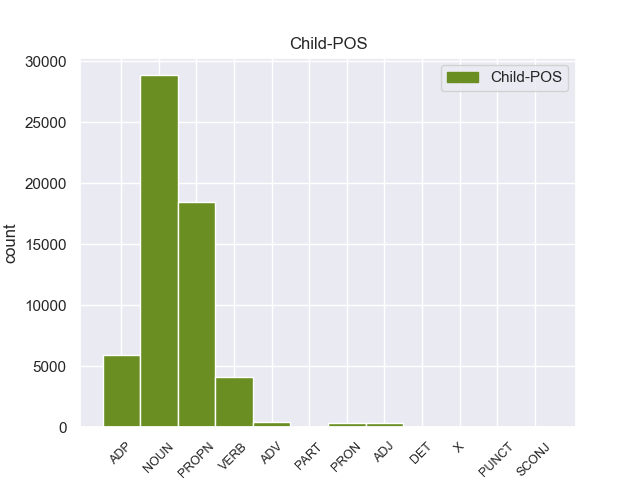 Child-POS
Child-POS
count
30000
25000
20000
15000
10000
5000
0
ADP
NOUN
PROPN
VERB
ADV
PART
PRON
ADJ
DET
X
PUNCT
SCONJ